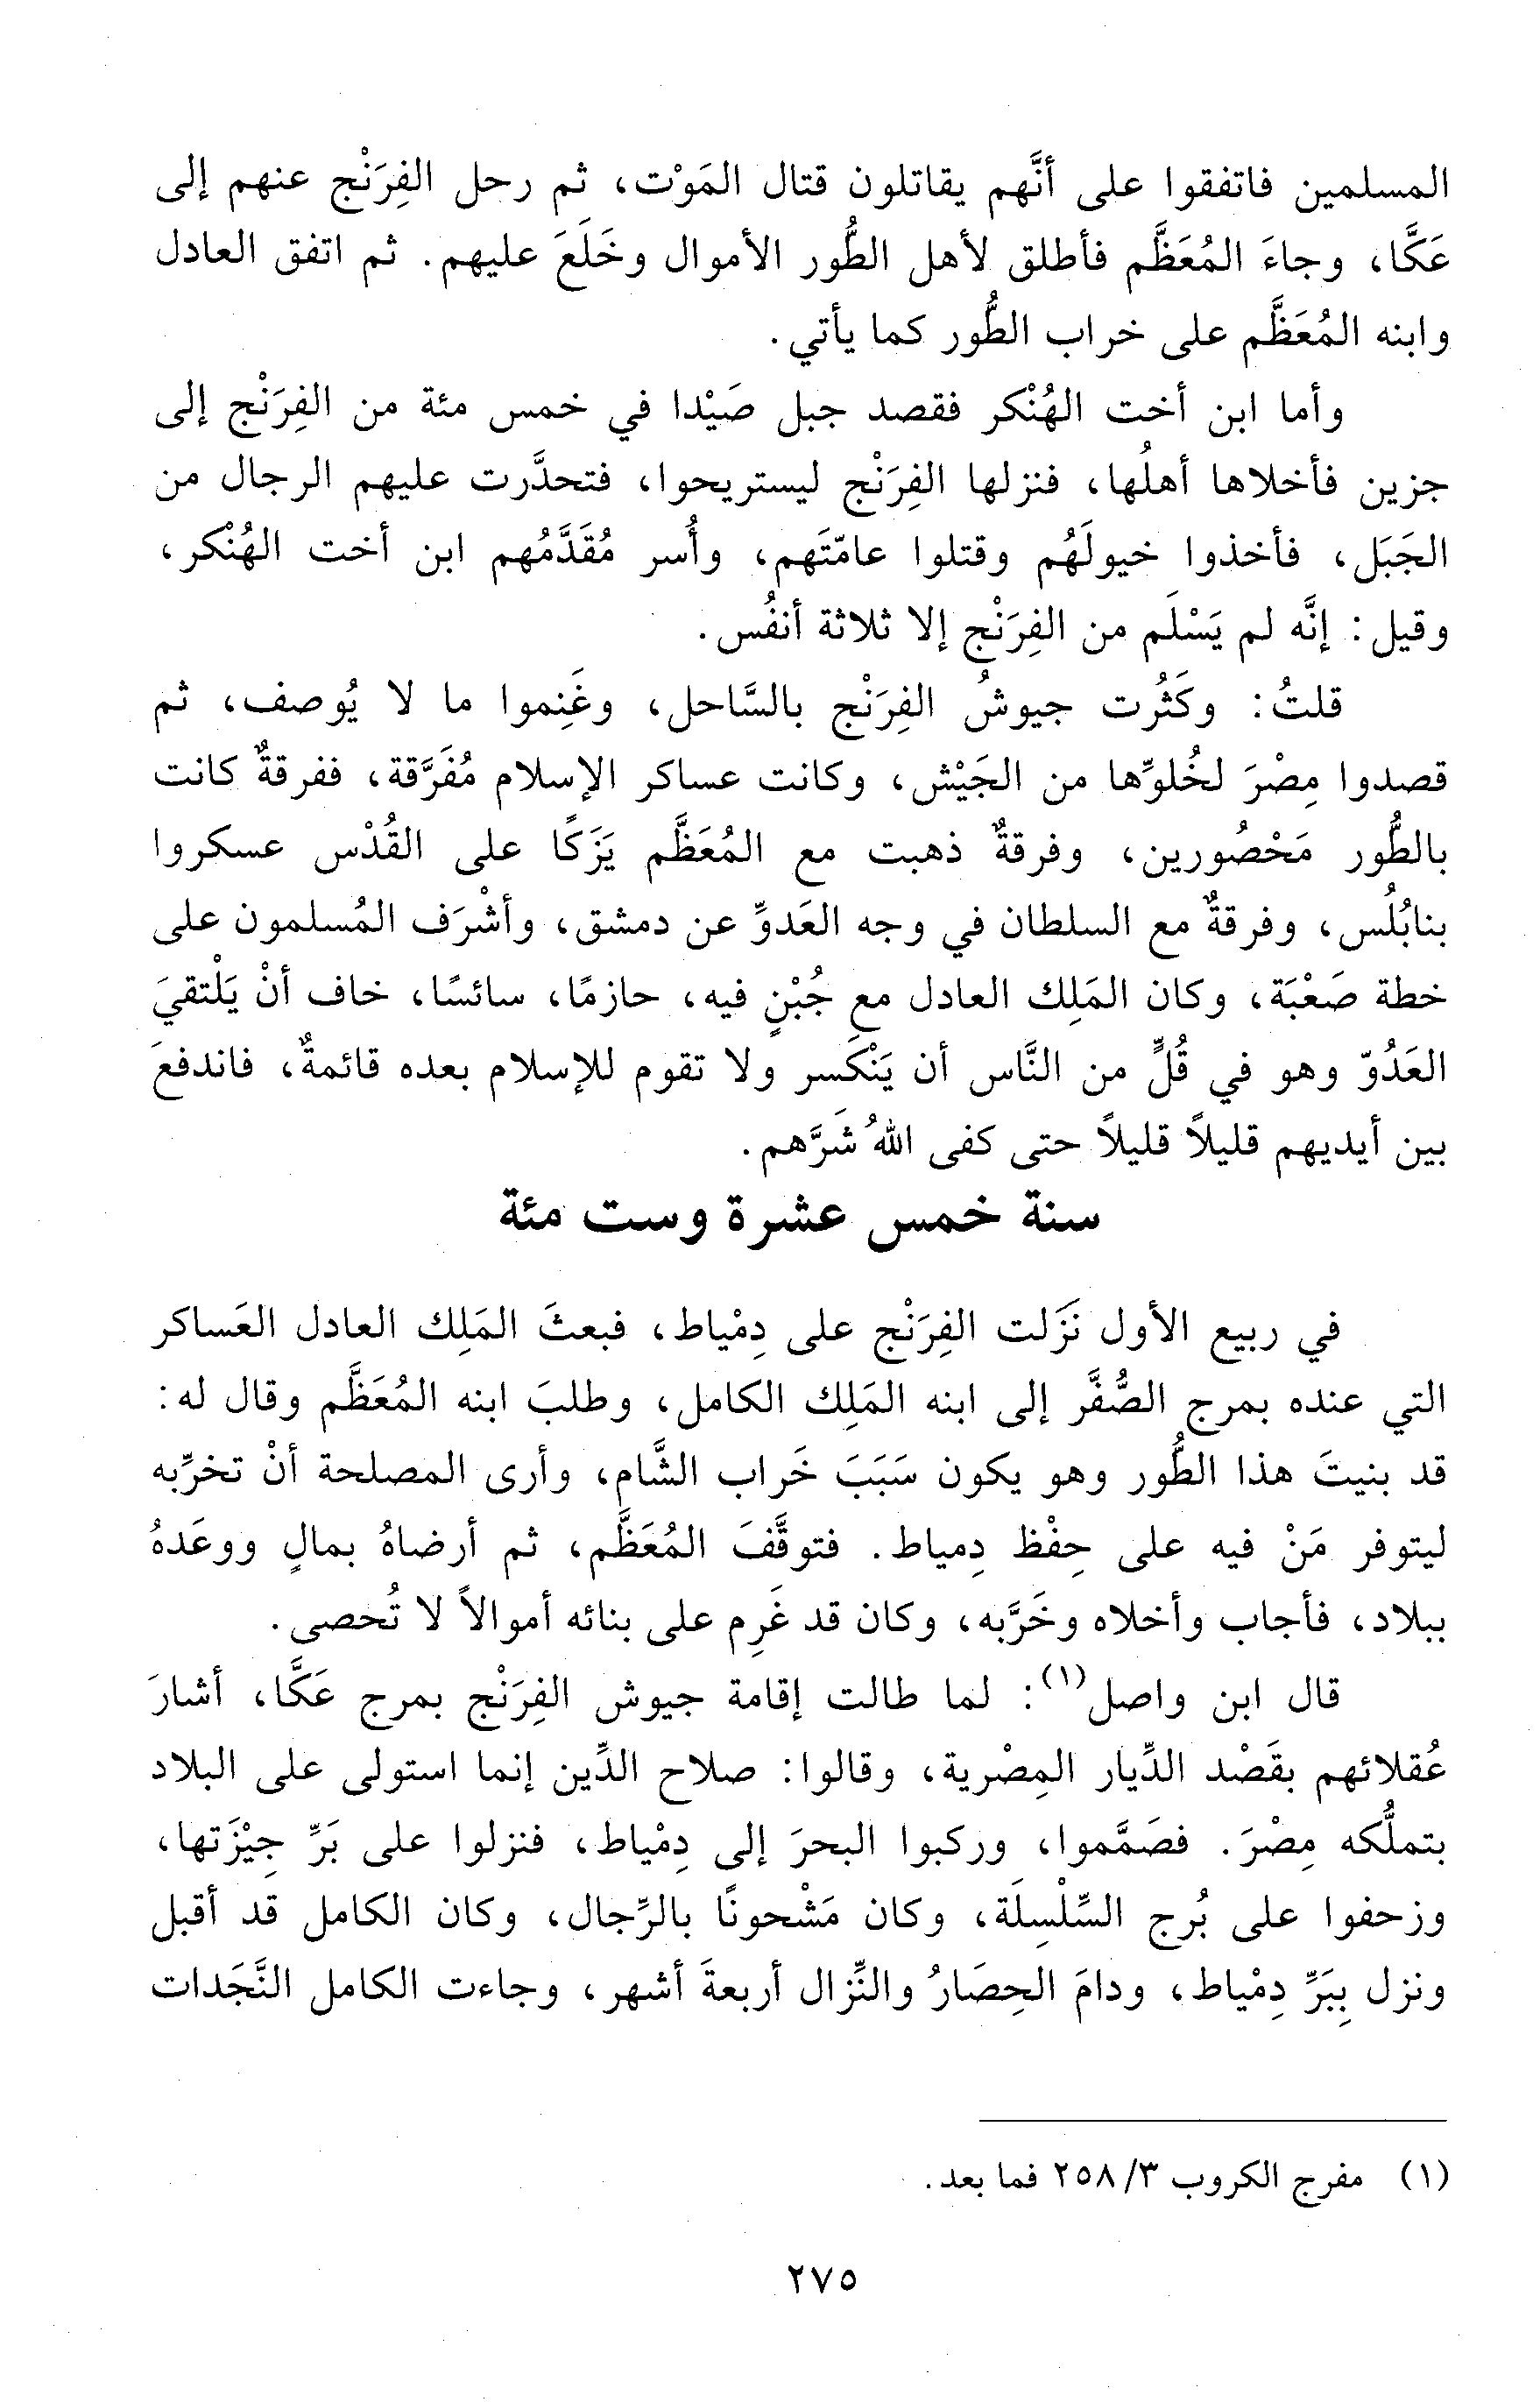 المسلمين فاتفقوا على أنَّهم يقاتلون قتال المَوْت، ثم رحل الفِرَنْج عنهم إلى
عَكَّا، وجاءَ المُعَظَّم فأطلق لأهل الطُّور الأموال وخَلَعَ عليهم. ثم اتفق العادل
وابنه المُعَظَّم على خراب الطُّور كما يأتي.
وأما ابن أخت الهُنْكر فقصد جبل صَيْدا في خمس مئة من الفِرَنْج إلى
جزين فأخلاها أهلُها، فنزلها الفِرَنْج ليستريحوا، فتحدَّرت عليهم الرجال من
الجَبَل، فأخذوا خيولَهُم وقتلوا عامّتَهم، وأُسر مُقَدَّمُهم ابن أخت الهُنْكر،
وقيل: إنَّه لم يَسْلَم من الفِرَنْج إلا ثلاثة أنفُس.
قلتُ: وكَثُرت جيوشُ الفِرَنْج بالسَّاحل، وغَنِموا ما لا يُوصف، ثم
قصدوا مِصْرَ لخُلوِّها من الجَيْش، وكانت عساكر الإسلام مُفَرَّقة، ففرقةٌ كانت
بالطُّور مَحْصُورين، وفرقةٌ ذهبت مع المُعَظَّم يَزَكًا على القُدْس عسكروا
بنابُلُس، وفرقةٌ مع السلطان في وجه العَدوِّ عن دمشق، وأشْرَف المُسلمون على
خطة صَعْبَة، وكان المَلِك العادل مع جُبْنٍ فيه، حازمًا، سائسًا، خاف أنْ يَلْتقيَ
العَدُوّ وهو في قُلٍّ من النَّاس أن يَنْكَسر ولا تقوم للإسلام بعده قائمةٌ، فاندفعَ
بين أيديهم قليلاً قليلاً حتى كفى اللهُ شَرَّهم.
سنة خمس عشرة وست مئة
في ربيع الأول نَزَلت الفِرَنْج على دِمْياط، فبعثَ المَلِك العادل العَساكر
التي عنده بمرج الصُّفَّر إلى ابنه المَلِك الكامل، وطلبَ ابنه المُعَظَّم وقال له:
قد بنيتَ هذا الطُّور وهو يكون سَبَبَ خَراب الشَّام، وأرى المصلحة أنْ تخرِّبه
ليتوفر مَنْ فيه على حِفْظ دِمياط. فتوقَّفَ المُعَظَّم، ثم أرضاهُ بمالٍ ووعَدهُ
ببلاد، فأجاب وأخلاه وخَرَّبه، وكان قد غَرِم على بنائه أموالاً لا تُحصى.
قال ابن واصل(١): لما طالت إقامة جيوش الفِرَنْج بمرج عَكَّا، أشارَ
عُقلائهم بقَصْد الدِّيار المِصْرية، وقالوا: صلاح الدِّين إنما استولى على البلاد
بتملُّكه مِصْرَ. فصَمَّموا، وركبوا البحرَ إلى دِمْياط، فنزلوا على بَرِّ جِيْزَتها،
وزحفوا على بُرج السِّلْسِلَة، وكان مَشْحونًا بالرِّجال، وكان الكامل قد أقبل
ونزل بِبَرِّ دِمْياط، ودامَ الحِصَارُ والنِّزال أربعةَ أشهر، وجاءت الكامل النَّجَدات
(١) مفرج الكروب ٣/ ٢٥٨ فما بعد.
٢٧٥